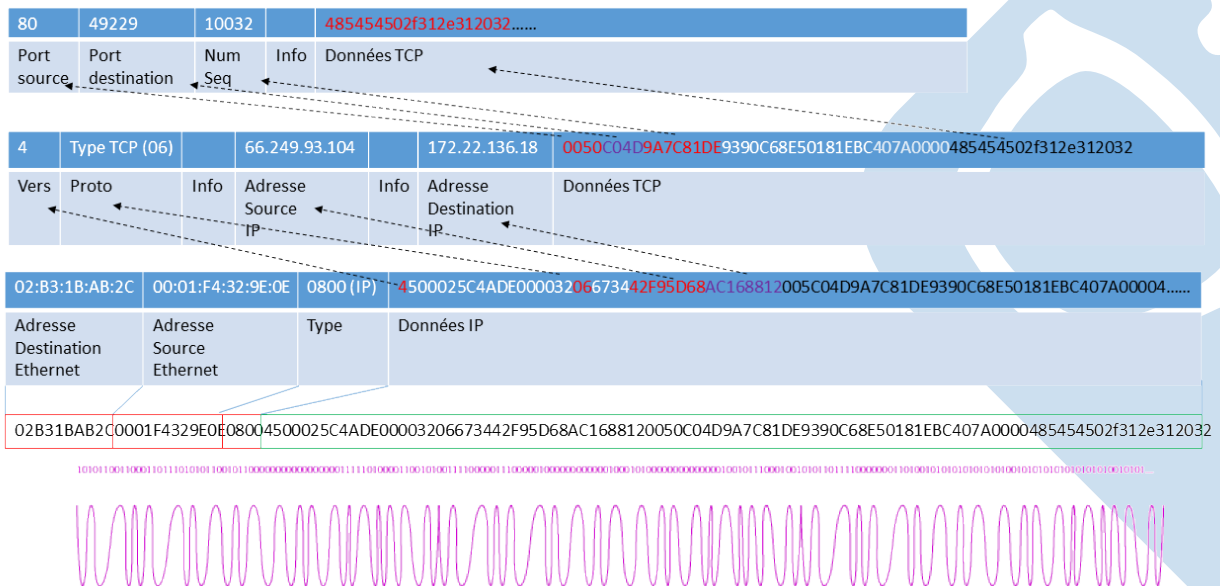 80 49229 10032 485454502f312e312032......
Port source Port destination Num Seq Info Données TCP
4 Type TCP (06) 66.249.93.104 172.22.136.18 0050C04D9A7C81DE9390C68E50181EBC407A0000485454502f312e312032
Vers Proto Info Adresse Source IP Info Adresse Destination IP Données TCP
02:B3:1B:AB:2C 00:01:F4:32:9E:0E 0800 (IP) 4500025C4ADE00003206673442F95D68AC168812005C04D9A7C81DE9390C68E50181EBC407A00004......
Adresse Destination Ethernet Adresse Source Ethernet Type Données IP
02B31BAB2C0001F4329E0E08004500025C4ADE00003206673442F95D68AC1688120050C04D9A7C81DE9390C68E50181EBC407A0000485454502f312e312032